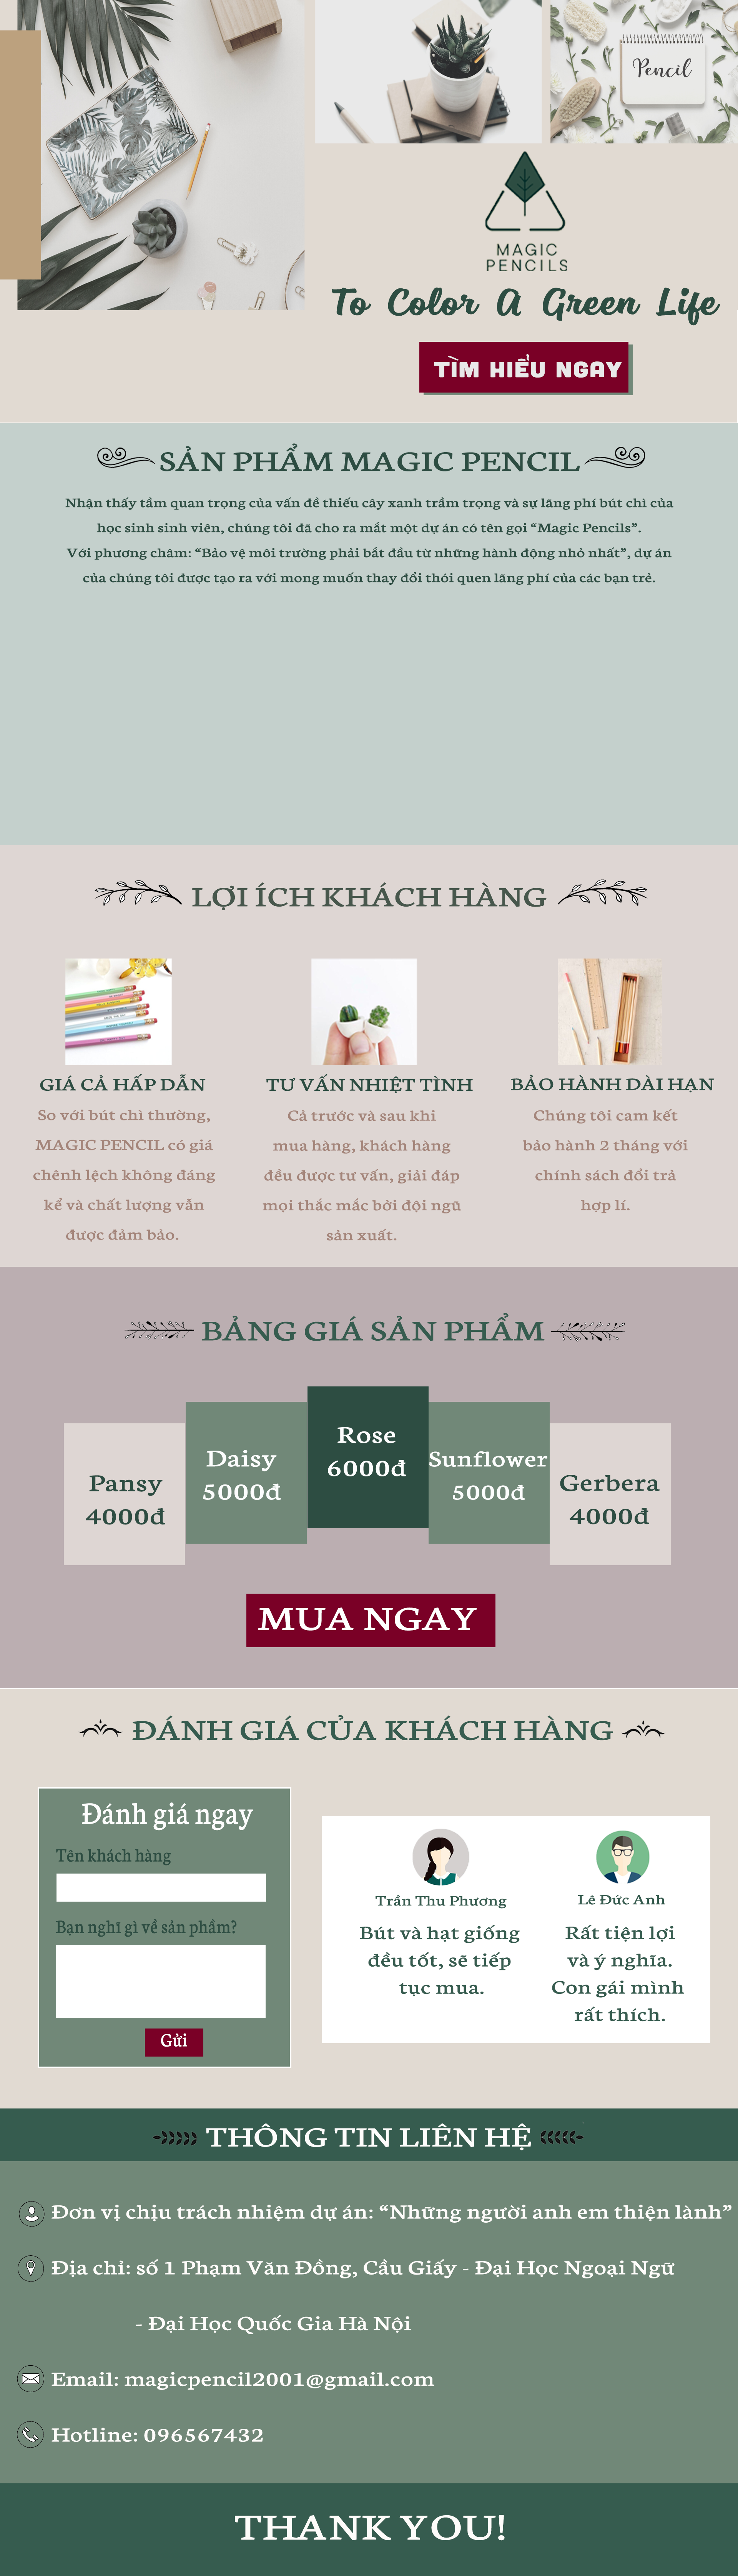 Pencil
MAGIC
PENCILS
To Color A Green Life
TÌM HIỂU NGAY
SẢN PHẨM MAGIC PENCIL
Nhận thấy tầm quan trọng của vấn đề thiếu cây xanh trầm trọng và sự lãng phí bút chì của
học sinh sinh viên, chúng tôi đã cho ra mắt một dự án có tên gọi “Magic Pencils”.
Với phương châm: “Bảo vệ môi trường phải bắt đầu từ những hành động nhỏ nhất”, dự án
của chúng tôi được tạo ra với mong muốn thay đổi thói quen lãng phí của các bạn trẻ.
LỢI ÍCH KHÁCH HÀNG
GIÁ CẢ HẤP DẪN
So với bút chì thường,
MAGIC PENCIL có giá
chênh lệch không đáng
kể và chất lượng vẫn
được đảm bảo.
TƯ VẤN NHIỆT TÌNH
Cả trước và sau khi
mua hàng, khách hàng
đều được tư vấn, giải đáp
mọi thắc mắc bởi đội ngũ
sản xuất.
BẢO HÀNH DÀI HẠN
Chúng tôi cam kết
bảo hành 2 tháng với
chính sách đổi trả
hợp lí.
BẢNG GIÁ SẢN PHẨM
Pansy
4000đ
Daisy
5000đ
Rose
6000đ
Sunflower
5000đ
Gerbera
4000đ
MUA NGAY
ĐÁNH GIÁ CỦA KHÁCH HÀNG
Đánh giá ngay
Tên khách hàng
Bạn nghĩ gì về sản phẩm?
Gửi
Trần Thu Phương
Bút và hạt giống
đều tốt, sẽ tiếp
tục mua.
Lê Đức Anh
Rất tiện lợi
và ý nghĩa.
Con gái mình
rất thích.
THÔNG TIN LIÊN HỆ
Đơn vị chịu trách nhiệm dự án: “Những người anh em thiện lành”
Địa chỉ: số 1 Phạm Văn Đồng, Cầu Giấy - Đại Học Ngoại Ngữ
- Đại Học Quốc Gia Hà Nội
Email: magicpencil2001@gmail.com
Hotline: 096567432
THANK YOU!